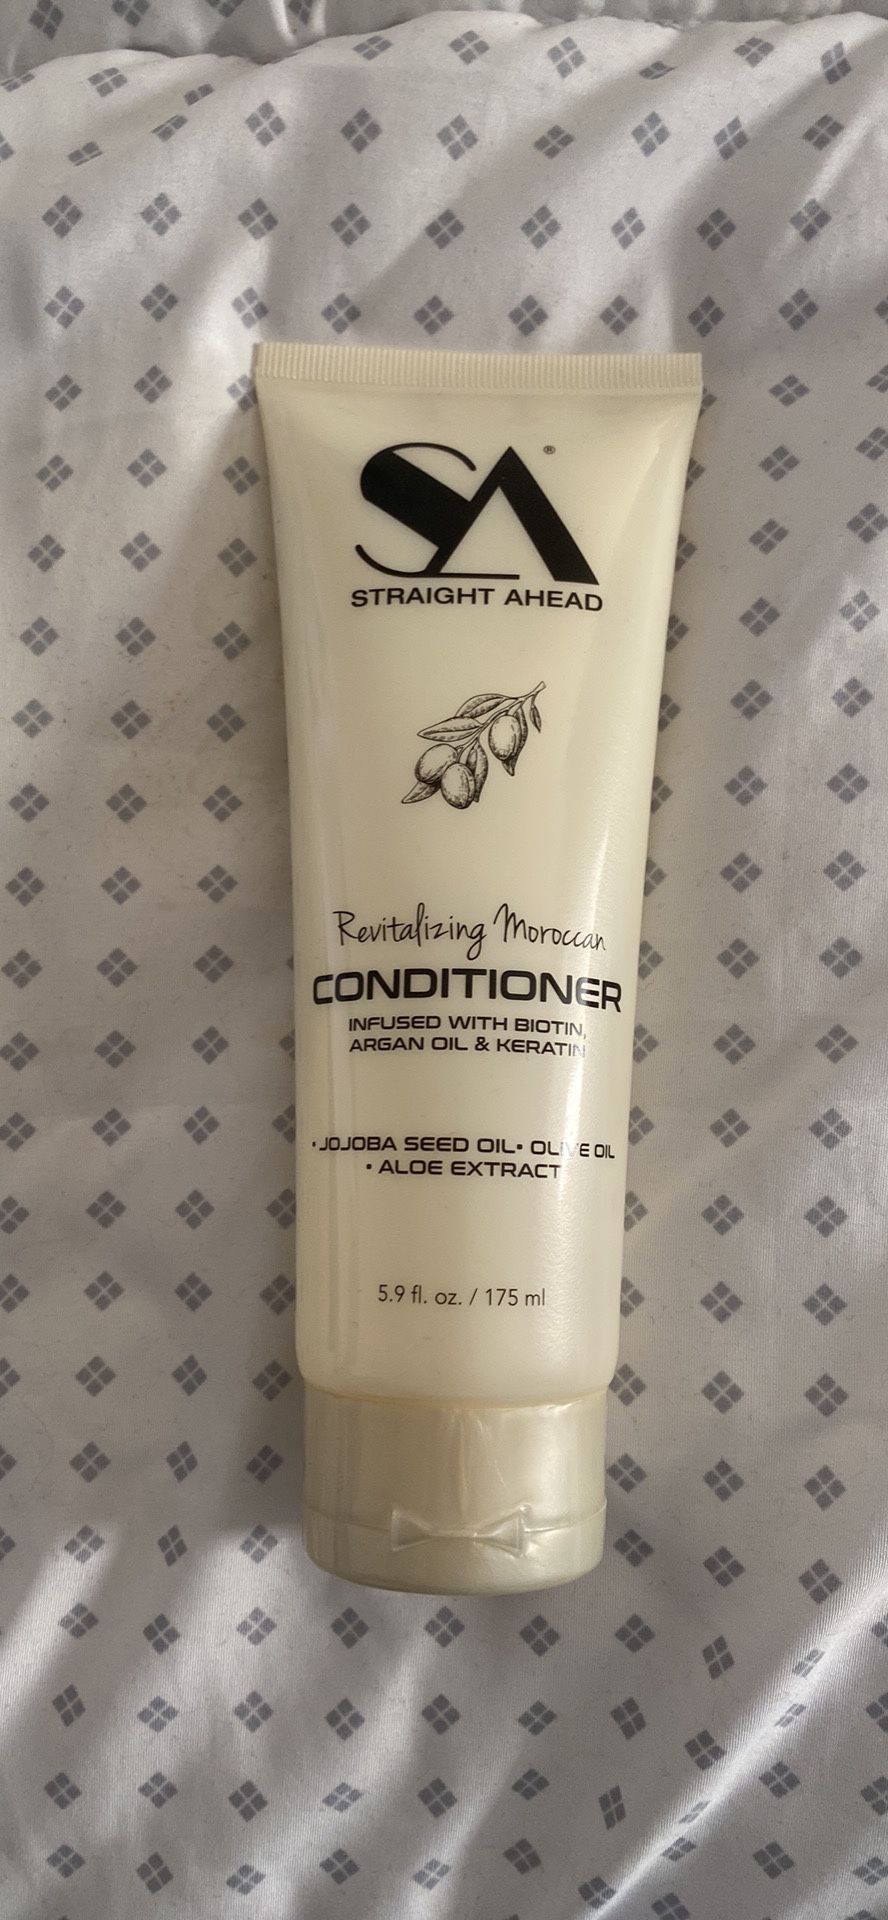 SA®
STRAIGHT AHEAD
Revitalizing Moroccan
CONDITIONER
INFUSED WITH BIOTIN,
ARGAN OIL & KERATIN
• JOJOBA SEED OIL• OLIVE OIL
• ALOE EXTRACT
5.9 fl. oz. / 175 ml